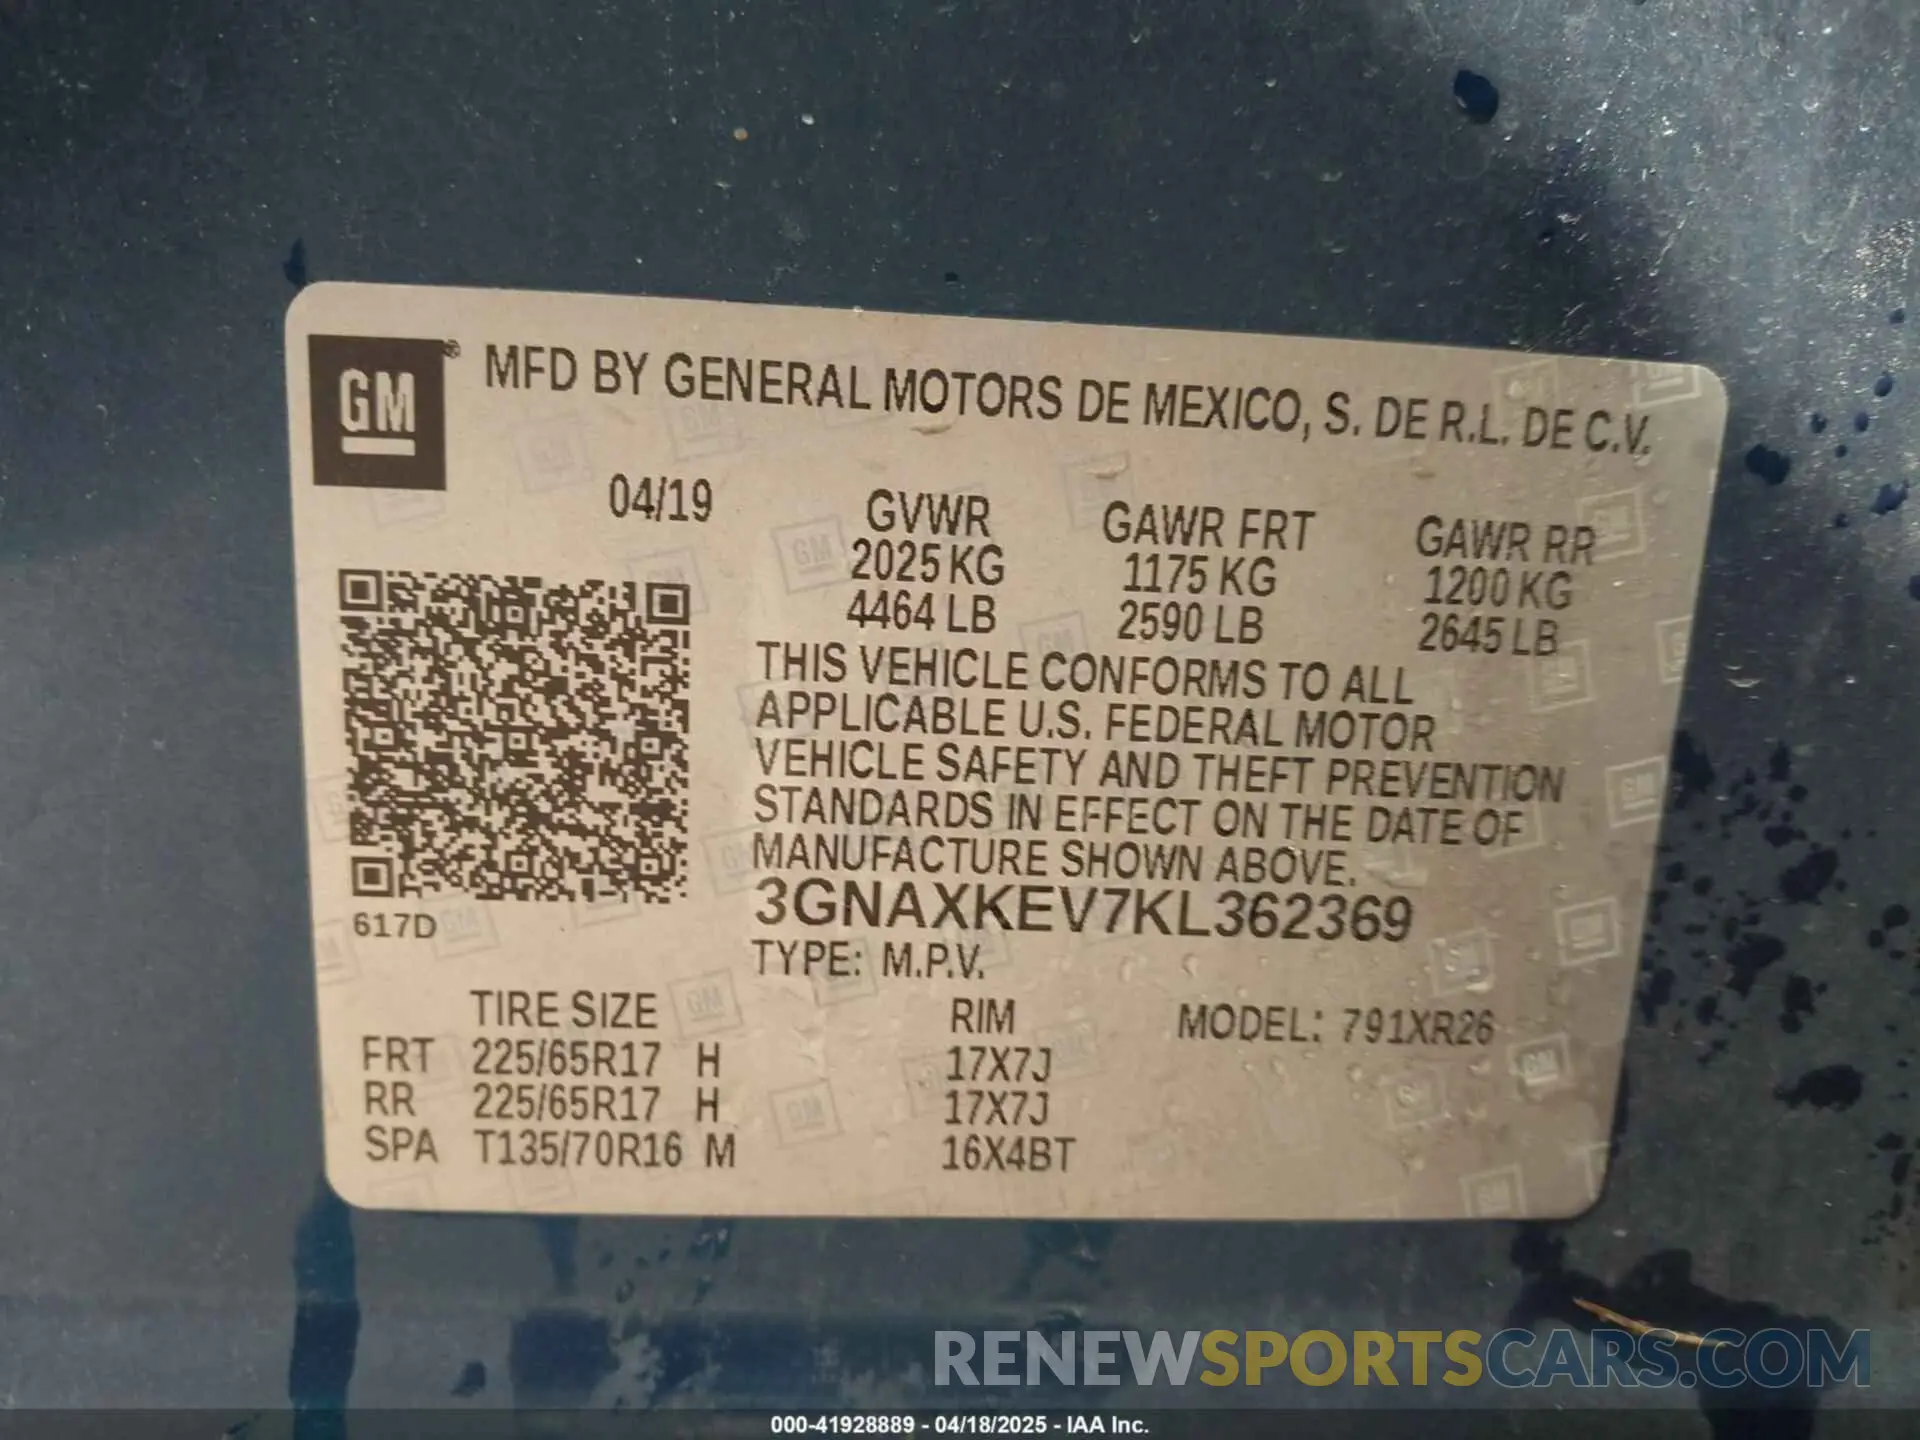 GM® MFD BY GENERAL MOTORS DE MEXICO, S. DE R.L. DE C.V.
04/19 GVWR GAWR FRT GAWR RR
2025 KG 1175 KG 1200 KG
4464 LB 2590 LB 2645 LB
THIS VEHICLE CONFORMS TO ALL
APPLICABLE U.S. FEDERAL MOTOR
VEHICLE SAFETY AND THEFT PREVENTION
STANDARDS IN EFFECT ON THE DATE OF
MANUFACTURE SHOWN ABOVE.
3GNAXKEV7KL362369
617D
TYPE: M.P.V.
TIRE SIZE RIM MODEL: 791XR26
FRT 225/65R17 H 17X7J
RR 225/65R17 H 17X7J
SPA T135/70R16 M 16X4BT
RENEWSPORTSCARS.COM
000-41928889 - 04/18/2025 - IAA Inc.